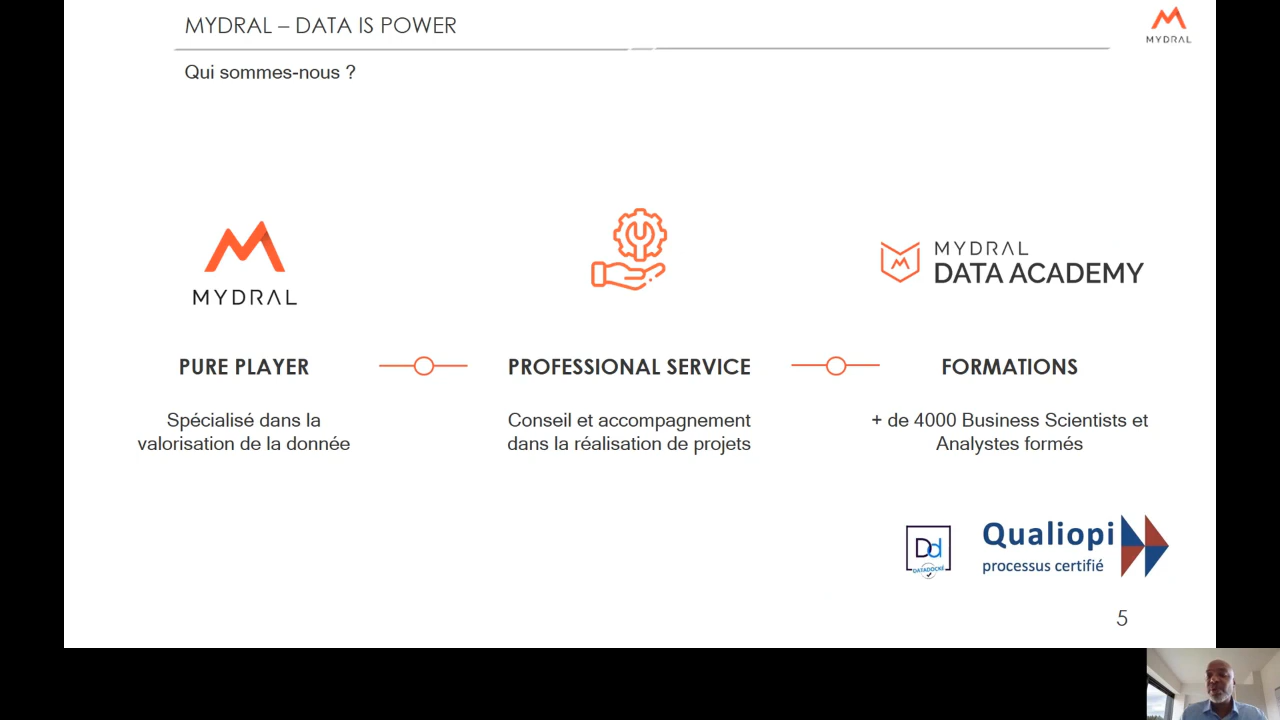 MYDRAL – DATA IS POWER
MYDRAL
Qui sommes-nous ?
MYDRAL
MYDRAL
DATA ACADEMY
PURE PLAYER
PROFESSIONAL SERVICE
FORMATIONS
Spécialisé dans la
valorisation de la donnée
Conseil et accompagnement
dans la réalisation de projets
+ de 4000 Business Scientists et
Analystes formés
Dd
DATADOCKÉ
Qualiopi
processus certifié
5